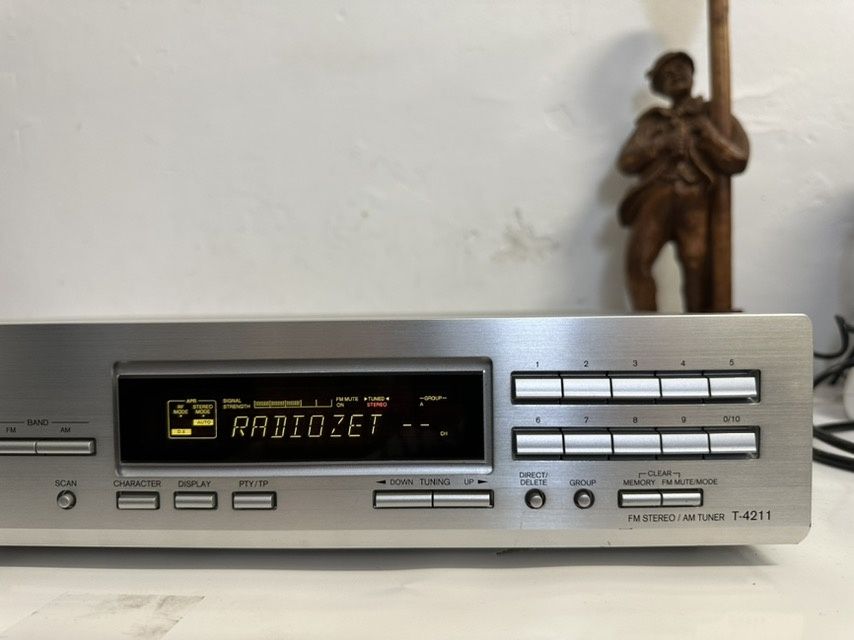 BAND
FM AM
SCAN
APR
RF MODE STEREO MODE
AUTO
SIGNAL STRENGTH
FM MUTE ON
►TUNED◄
STEREO
GROUP
A
RADIOZET --
CH
CHARACTER DISPLAY PTY/TP
◄ DOWN TUNING UP ►
1 2 3 4 5
6 7 8 9 0/10
DIRECT/
DELETE
GROUP
CLEAR
MEMORY FM MUTE/MODE
FM STEREO / AM TUNER T-4211